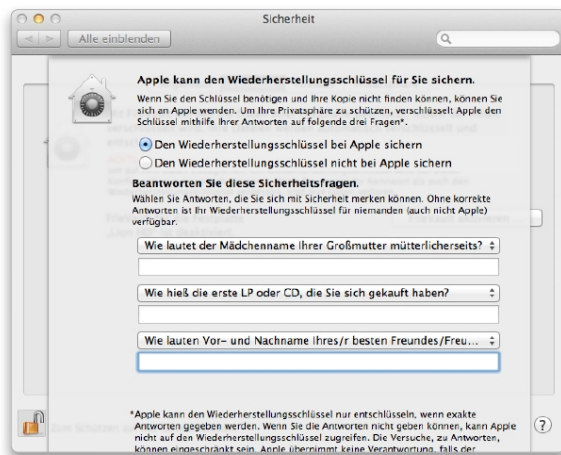 Sicherheit
Alle einblenden
Apple kann den Wiederherstellungsschlüssel für Sie sichern.
Wenn Sie den Schlüssel benötigen und Ihre Kopie nicht finden können, können Sie
sich an Apple wenden. Um Ihre Privatsphäre zu schützen, verschlüsselt Apple den
Schlüssel mithilfe Ihrer Antworten auf folgende drei Fragen*.
Den Wiederherstellungsschlüssel bei Apple sichern
Den Wiederherstellungsschlüssel nicht bei Apple sichern
Beantworten Sie diese Sicherheitsfragen.
Wählen Sie Antworten, die Sie sich mit Sicherheit merken können. Ohne korrekte
Antworten ist Ihr Wiederherstellungsschlüssel für niemanden (auch nicht Apple)
verfügbar.
Wie lautet der Mädchenname Ihrer Großmutter mütterlicherseits?
Wie hieß die erste LP oder CD, die Sie sich gekauft haben?
Wie lauten Vor- und Nachname Ihres/r besten Freundes/Freu...
*Apple kann den Wiederherstellungsschlüssel nur entschlüsseln, wenn exakte
Antworten gegeben werden. Wenn Sie die Antworten nicht geben können, kann Apple
nicht auf den Wiederherstellungsschlüssel zugreifen. Die Versuche, zu Antworten,
können eingeschränkt sein. Apple übernimmt keine Verantwortung, falls der
?